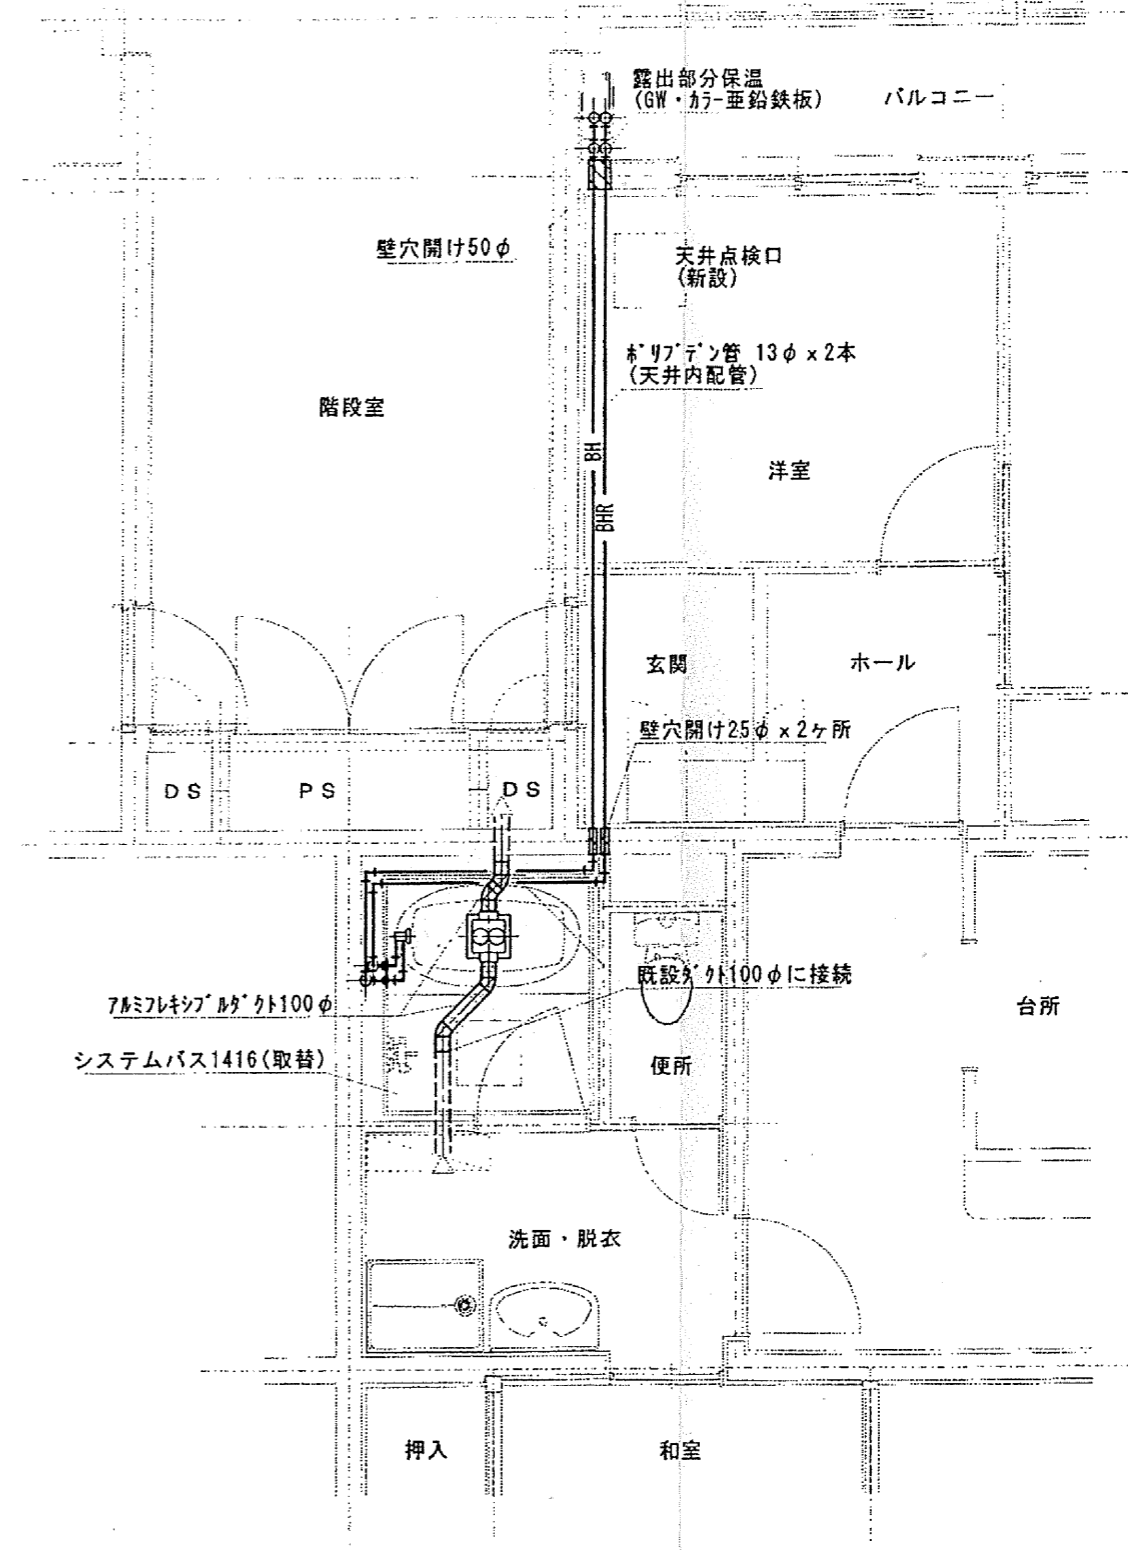 露出部分保温
(GW・ｶﾗｰ亜鉛鉄板)
バルコニー
壁穴開け50φ
天井点検口
(新設)
ﾎﾟﾘﾌﾞﾃﾞﾝ管 13φx2本
(天井内配管)
階段室
BH
洋室
BHR
玄関
ホール
壁穴開け25φx2ヶ所
DS
PS
DS
既設ﾀﾞｸﾄ100φに接続
ｱﾙﾐﾌﾚｷｼﾌﾞﾙﾀﾞｸﾄ100φ
台所
システムバス1416(取替)
便所
洗面・脱衣
押入
和室